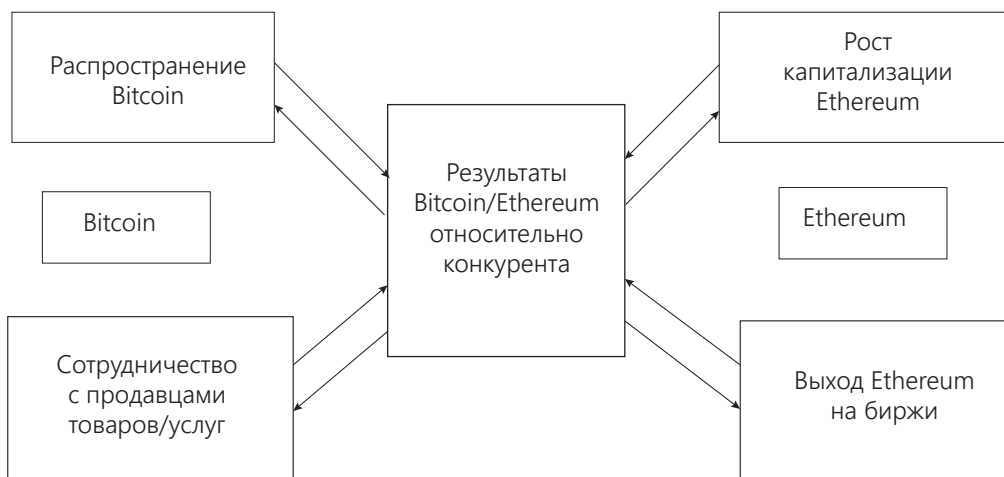 Распространение
Bitcoin
Рост
капитализации
Ethereum
Результаты
Bitcoin/Ethereum
относительно
конкурента
Bitcoin
Ethereum
Сотрудничество
с продавцами
товаров/услуг
Выход Ethereum
на биржи